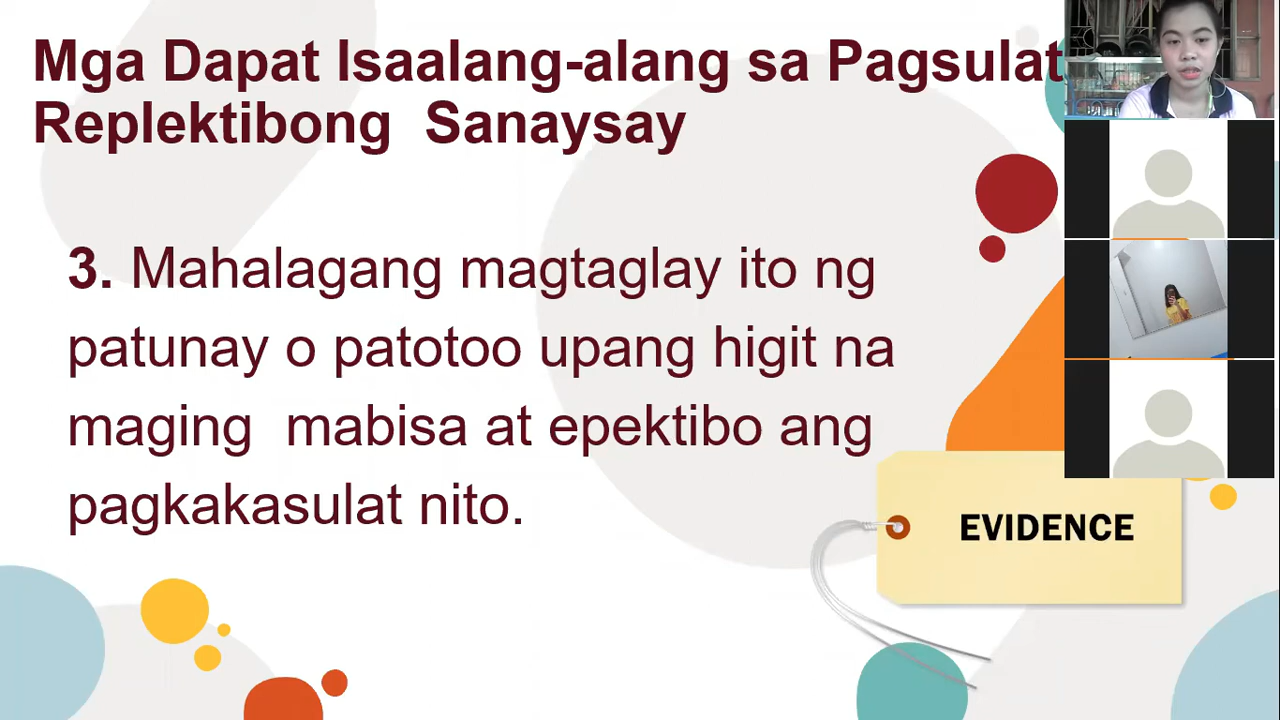 Mga Dapat Isaalang-alang sa Pagsulat
Replektibong Sanaysay
3. Mahalagang magtaglay ito ng
patunay o patotoo upang higit na
maging mabisa at epektibo ang
pagkakasulat nito.
EVIDENCE